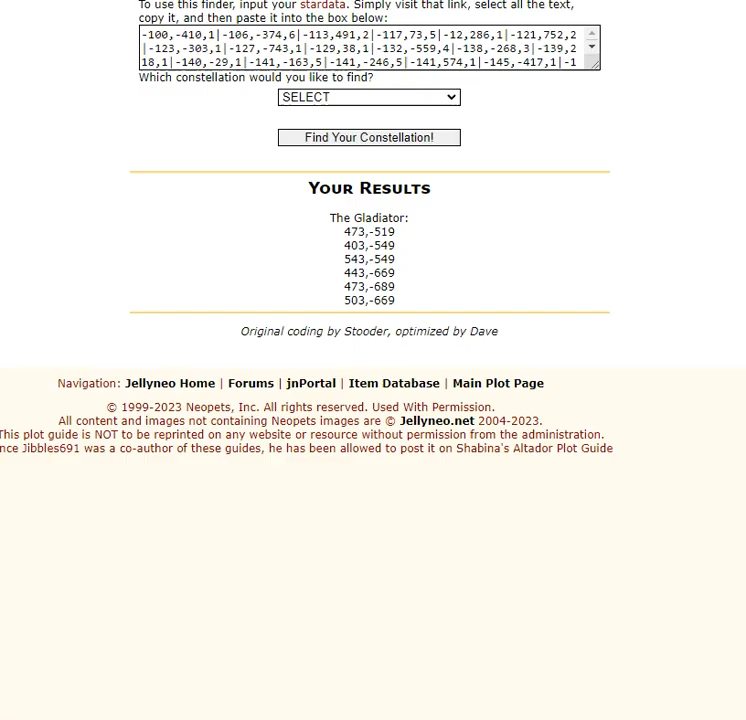 To use this finder, input your stardata. Simply visit that link, select all the text,
copy it, and then paste it into the box below:
-100,-410,1|-106,-374,6|-113,491,2|-117,73,5|-12,286,1|-121,752,2
|-123,-303,1|-127,-743,1|-129,38,1|-132,-559,4|-138,-268,3|-139,2
18,1|-140,-29,1|-141,-163,5|-141,-246,5|-141,574,1|-145,-417,1|-1
Which constellation would you like to find?
SELECT
Find Your Constellation!
Your Results
The Gladiator:
473,-519
403,-549
543,-549
443,-669
473,-689
503,-669
Original coding by Stooder, optimized by Dave
Navigation: Jellyneo Home | Forums | jnPortal | Item Database | Main Plot Page
© 1999-2023 Neopets, Inc. All rights reserved. Used With Permission.
All content and images not containing Neopets images are © Jellyneo.net 2004-2023.
This plot guide is NOT to be reprinted on any website or resource without permission from the administration.
nce Jibbles691 was a co-author of these guides, he has been allowed to post it on Shabina's Altador Plot Guide